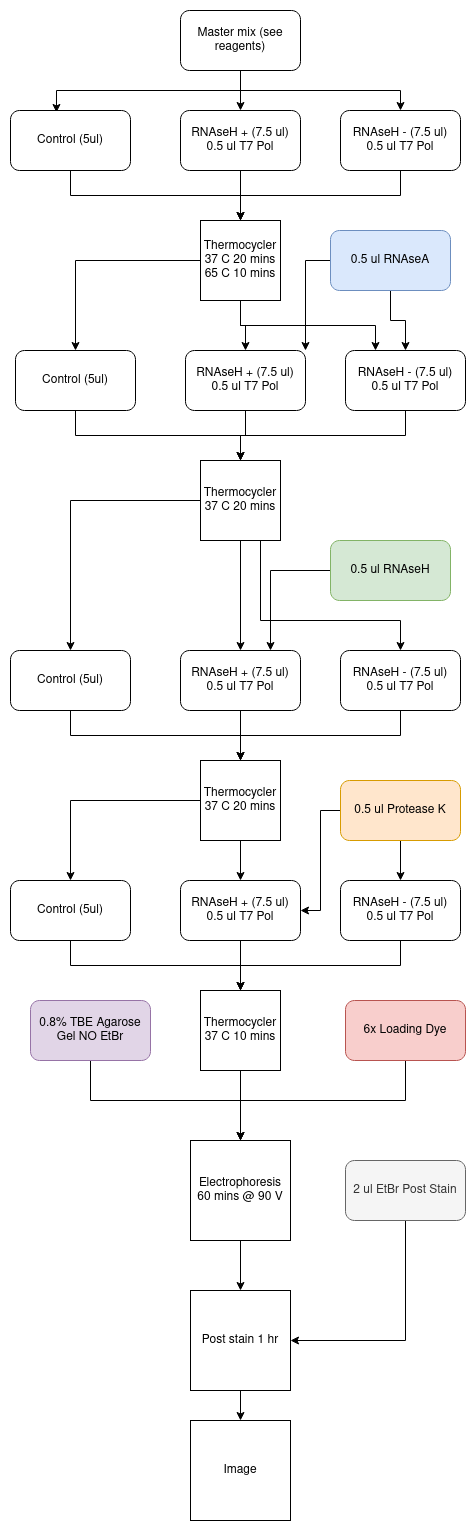 Master mix (see
reagents)
Control (5ul)
RNAseH + (7.5 ul)
0.5 ul T7 Pol
RNAseH - (7.5 ul)
0.5 ul T7 Pol
Thermocycler
37 C 20 mins
65 C 10 mins
0.5 ul RNAseA
Control (5ul)
RNAseH + (7.5 ul)
0.5 ul T7 Pol
RNAseH - (7.5 ul)
0.5 ul T7 Pol
Thermocycler
37 C 20 mins
0.5 ul RNAseH
Control (5ul)
RNAseH + (7.5 ul)
0.5 ul T7 Pol
RNAseH - (7.5 ul)
0.5 ul T7 Pol
Thermocycler
37 C 20 mins
0.5 ul Protease K
Control (5ul)
RNAseH + (7.5 ul)
0.5 ul T7 Pol
RNAseH - (7.5 ul)
0.5 ul T7 Pol
0.8% TBE Agarose
Gel NO EtBr
Thermocycler
37 C 10 mins
6x Loading Dye
Electrophoresis
60 mins @ 90 V
2 ul EtBr Post Stain
Post stain 1 hr
Image